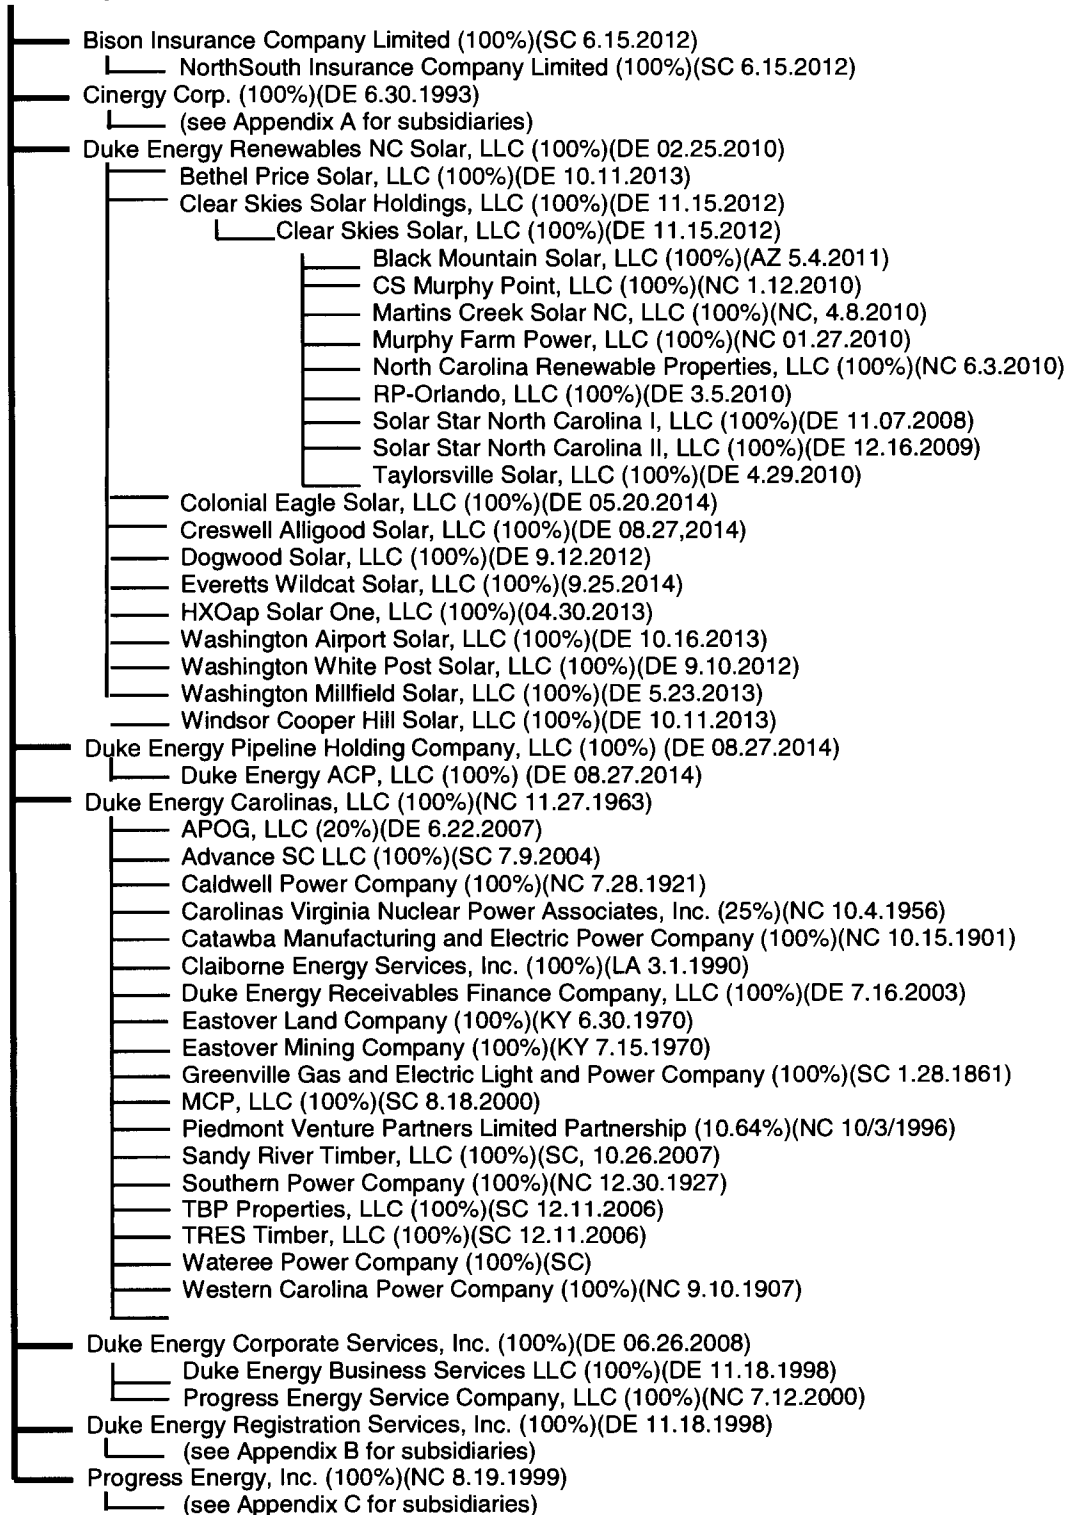 Bison Insurance Company Limited (100%)(SC 6.15.2012)
NorthSouth Insurance Company Limited (100%)(SC 6.15.2012)
Cinergy Corp. (100%)(DE 6.30.1993)
(see Appendix A for subsidiaries)
Duke Energy Renewables NC Solar, LLC (100%)(DE 02.25.2010)
Bethel Price Solar, LLC (100%)(DE 10.11.2013)
Clear Skies Solar Holdings, LLC (100%)(DE 11.15.2012)
Clear Skies Solar, LLC (100%)(DE 11.15.2012)
Black Mountain Solar, LLC (100%)(AZ 5.4.2011)
CS Murphy Point, LLC (100%)(NC 1.12.2010)
Martins Creek Solar NC, LLC (100%)(NC, 4.8.2010)
Murphy Farm Power, LLC (100%)(NC 01.27.2010)
North Carolina Renewable Properties, LLC (100%)(NC 6.3.2010)
RP-Orlando, LLC (100%)(DE 3.5.2010)
Solar Star North Carolina I, LLC (100%)(DE 11.07.2008)
Solar Star North Carolina II, LLC (100%)(DE 12.16.2009)
Taylorsville Solar, LLC (100%)(DE 4.29.2010)
Colonial Eagle Solar, LLC (100%)(DE 05.20.2014)
Creswell Alligood Solar, LLC (100%)(DE 08.27,2014)
Dogwood Solar, LLC (100%)(DE 9.12.2012)
Everetts Wildcat Solar, LLC (100%)(9.25.2014)
HXOap Solar One, LLC (100%)(04.30.2013)
Washington Airport Solar, LLC (100%)(DE 10.16.2013)
Washington White Post Solar, LLC (100%)(DE 9.10.2012)
Washington Millfield Solar, LLC (100%)(DE 5.23.2013)
Windsor Cooper Hill Solar, LLC (100%)(DE 10.11.2013)
Duke Energy Pipeline Holding Company, LLC (100%) (DE 08.27.2014)
Duke Energy ACP, LLC (100%) (DE 08.27.2014)
Duke Energy Carolinas, LLC (100%)(NC 11.27.1963)
APOG, LLC (20%)(DE 6.22.2007)
Advance SC LLC (100%)(SC 7.9.2004)
Caldwell Power Company (100%)(NC 7.28.1921)
Carolinas Virginia Nuclear Power Associates, Inc. (25%)(NC 10.4.1956)
Catawba Manufacturing and Electric Power Company (100%)(NC 10.15.1901)
Claiborne Energy Services, Inc. (100%)(LA 3.1.1990)
Duke Energy Receivables Finance Company, LLC (100%)(DE 7.16.2003)
Eastover Land Company (100%)(KY 6.30.1970)
Eastover Mining Company (100%)(KY 7.15.1970)
Greenville Gas and Electric Light and Power Company (100%)(SC 1.28.1861)
MCP, LLC (100%)(SC 8.18.2000)
Piedmont Venture Partners Limited Partnership (10.64%)(NC 10/3/1996)
Sandy River Timber, LLC (100%)(SC, 10.26.2007)
Southern Power Company (100%)(NC 12.30.1927)
TBP Properties, LLC (100%)(SC 12.11.2006)
TRES Timber, LLC (100%)(SC 12.11.2006)
Wateree Power Company (100%)(SC)
Western Carolina Power Company (100%)(NC 9.10.1907)
Duke Energy Corporate Services, Inc. (100%)(DE 06.26.2008)
Duke Energy Business Services LLC (100%)(DE 11.18.1998)
Progress Energy Service Company, LLC (100%)(NC 7.12.2000)
Duke Energy Registration Services, Inc. (100%)(DE 11.18.1998)
(see Appendix B for subsidiaries)
Progress Energy, Inc. (100%)(NC 8.19.1999)
(see Appendix C for subsidiaries)